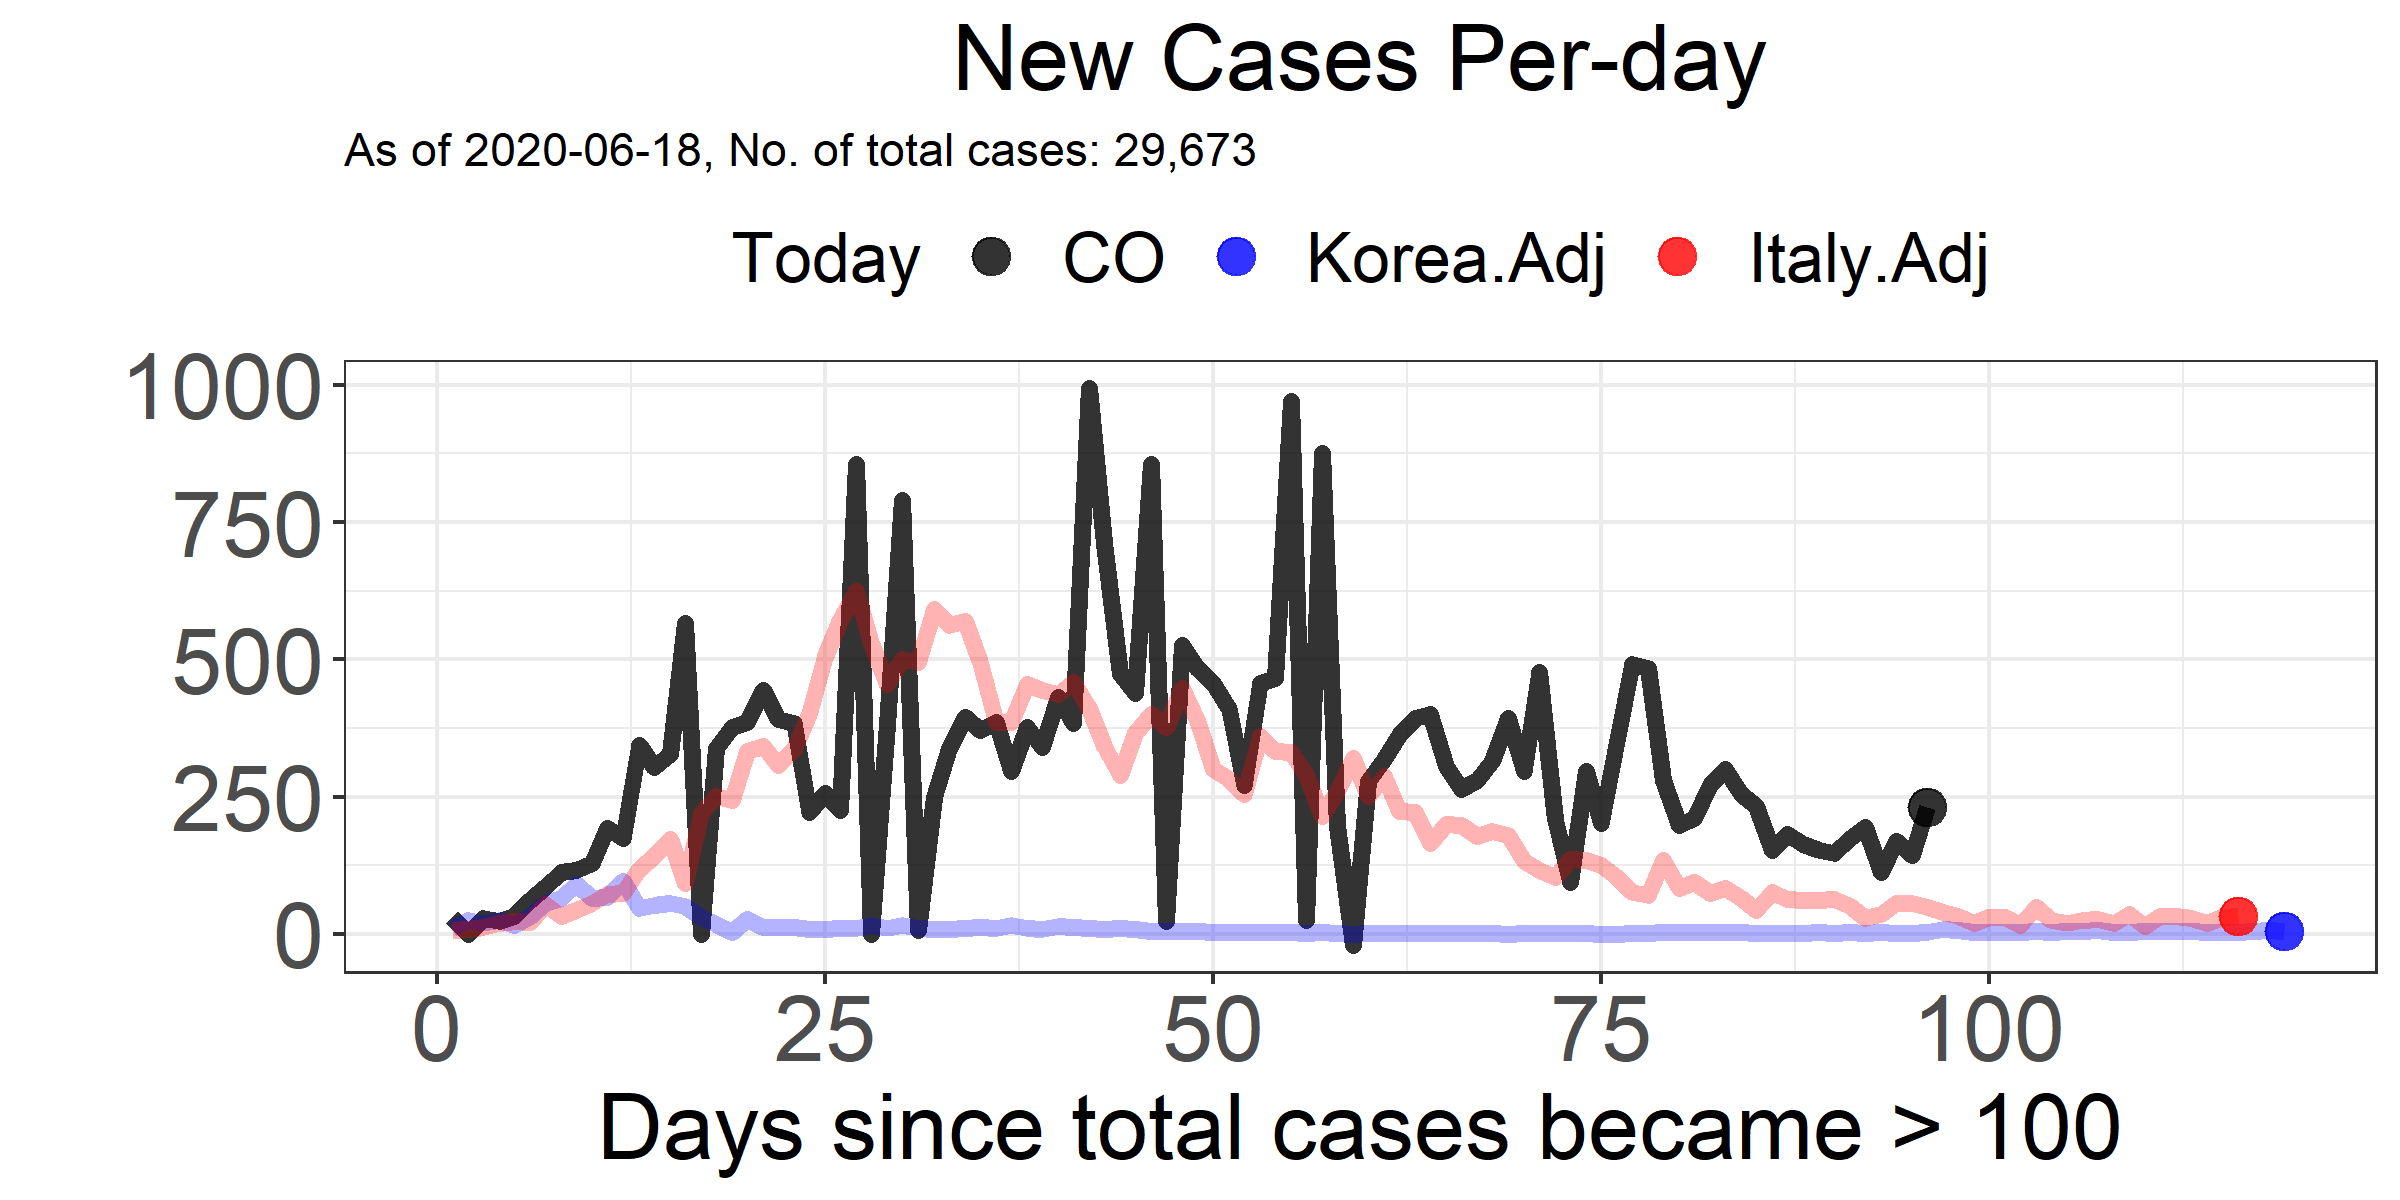 New Cases Per-day
As of 2020-06-18, No. of total cases: 29,673
Today CO Korea.Adj Italy.Adj
1000
750
500
250
0
0 25 50 75 100
Days since total cases became > 100